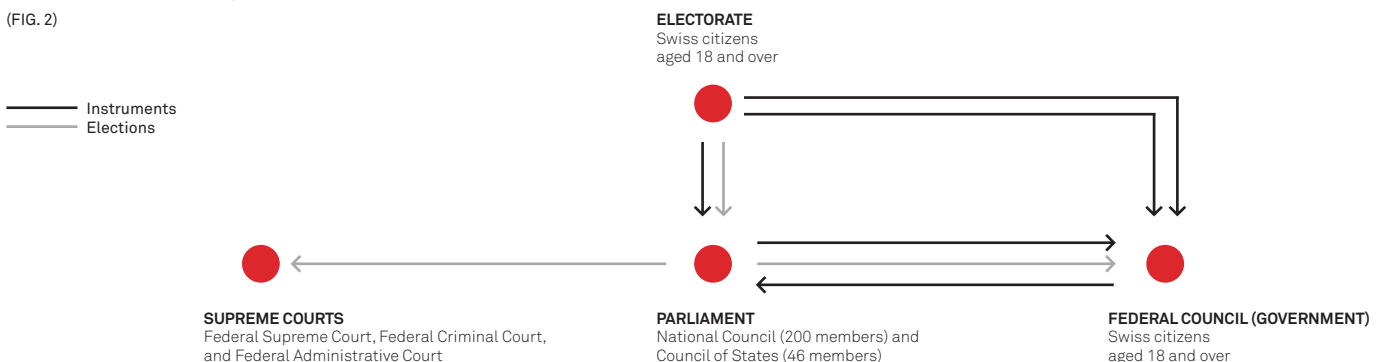 (FIG. 2)
ELECTORATE
Swiss citizens
aged 18 and over
Instruments
Elections
SUPREME COURTS
Federal Supreme Court, Federal Criminal Court,
and Federal Administrative Court
PARLIAMENT
National Council (200 members) and
Council of States (46 members)
FEDERAL COUNCIL (GOVERNMENT)
Swiss citizens
aged 18 and over